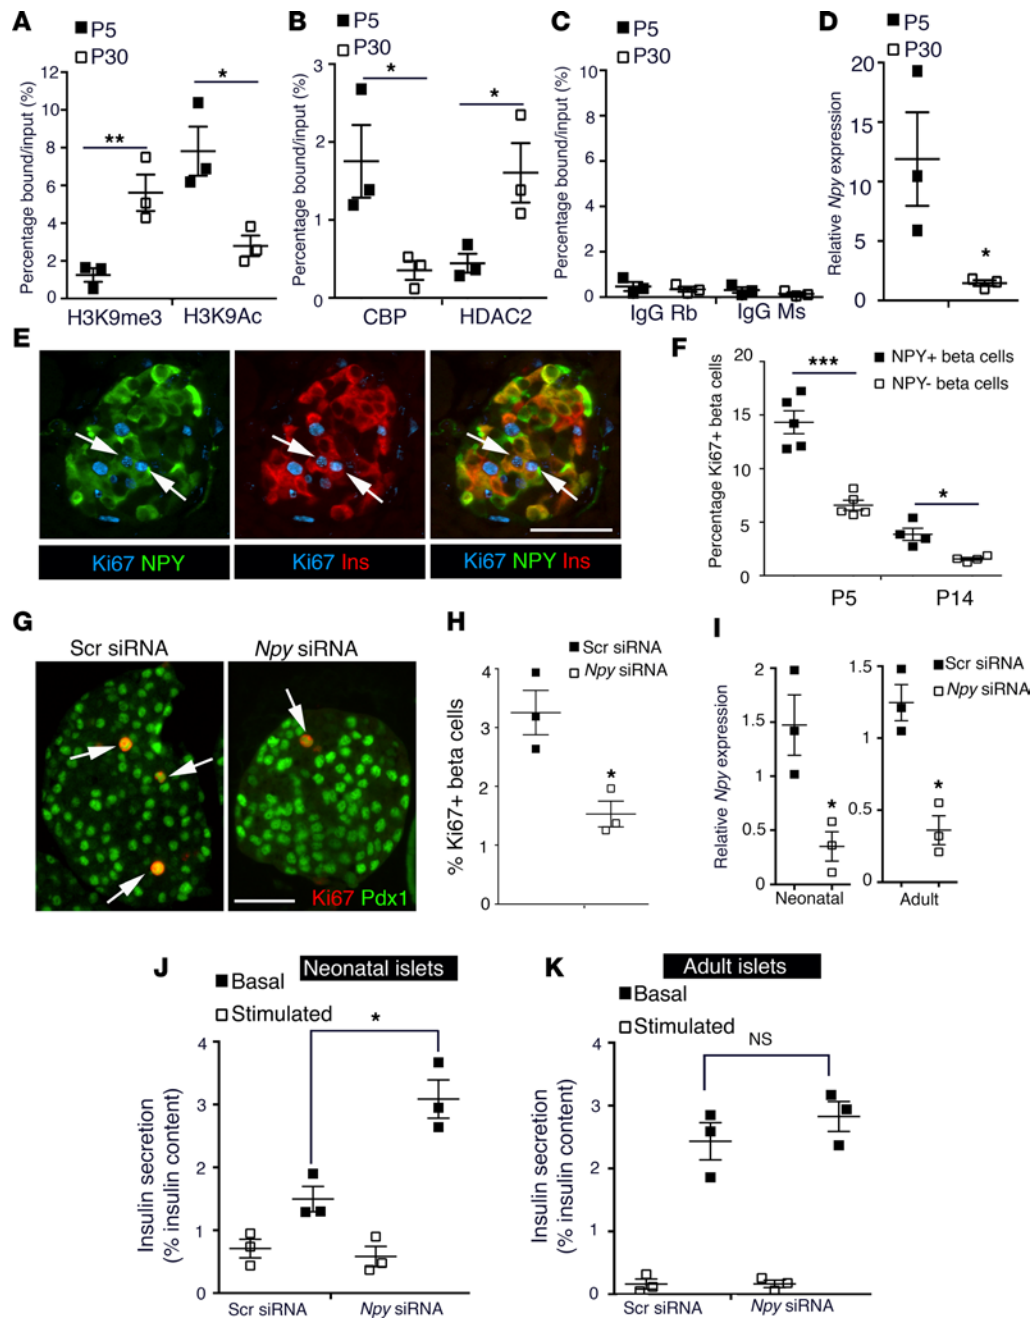 A
P5
P30
Percentage bound/input (%)
12
10
8
6
4
2
0
**
*
H3K9me3 H3K9Ac
B
P5
P30
Percentage bound/input (%)
3
2
1
0
*
*
CBP HDAC2
C
P5
P30
Percentage bound/input (%)
10
8
6
4
2
0
IgG Rb IgG Ms
D
P5
P30
Relative Npy expression
20
15
10
5
0
*
E
Ki67 NPY
Ki67 Ins
Ki67 NPY Ins
F
NPY+ beta cells
NPY- beta cells
Percentage Ki67+ beta cells
20
15
10
5
0
***
*
P5 P14
G
Scr siRNA
Npy siRNA
Ki67 Pdx1
H
Scr siRNA
Npy siRNA
% Ki67+ beta cells
4
3
2
1
0
*
I
Scr siRNA
Npy siRNA
Relative Npy expression
2
1.5
1
0.5
0
*
Neonatal
1.5
1
0.5
0
*
Adult
J
Neonatal islets
Basal
Stimulated
Insulin secretion
(% insulin content)
4
3
2
1
0
*
Scr siRNA Npy siRNA
K
Adult islets
Basal
Stimulated
Insulin secretion
(% insulin content)
4
3
2
1
0
NS
Scr siRNA Npy siRNA